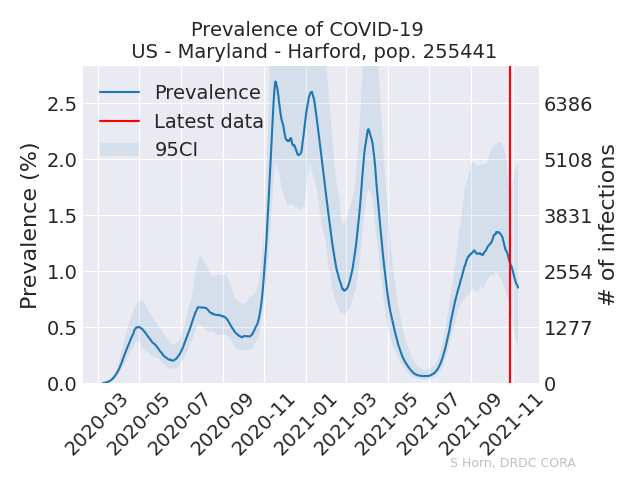 Prevalence of COVID-19
US - Maryland - Harford, pop. 255441
Prevalence
Latest data
95CI
Prevalence (%)
2.5
2.0
1.5
1.0
0.5
0.0
6386
5108
3831
2554
1277
0
# of infections
2020-03
2020-05
2020-07
2020-09
2020-11
2021-01
2021-03
2021-05
2021-07
2021-09
2021-11
S Horn, DRDC CORA